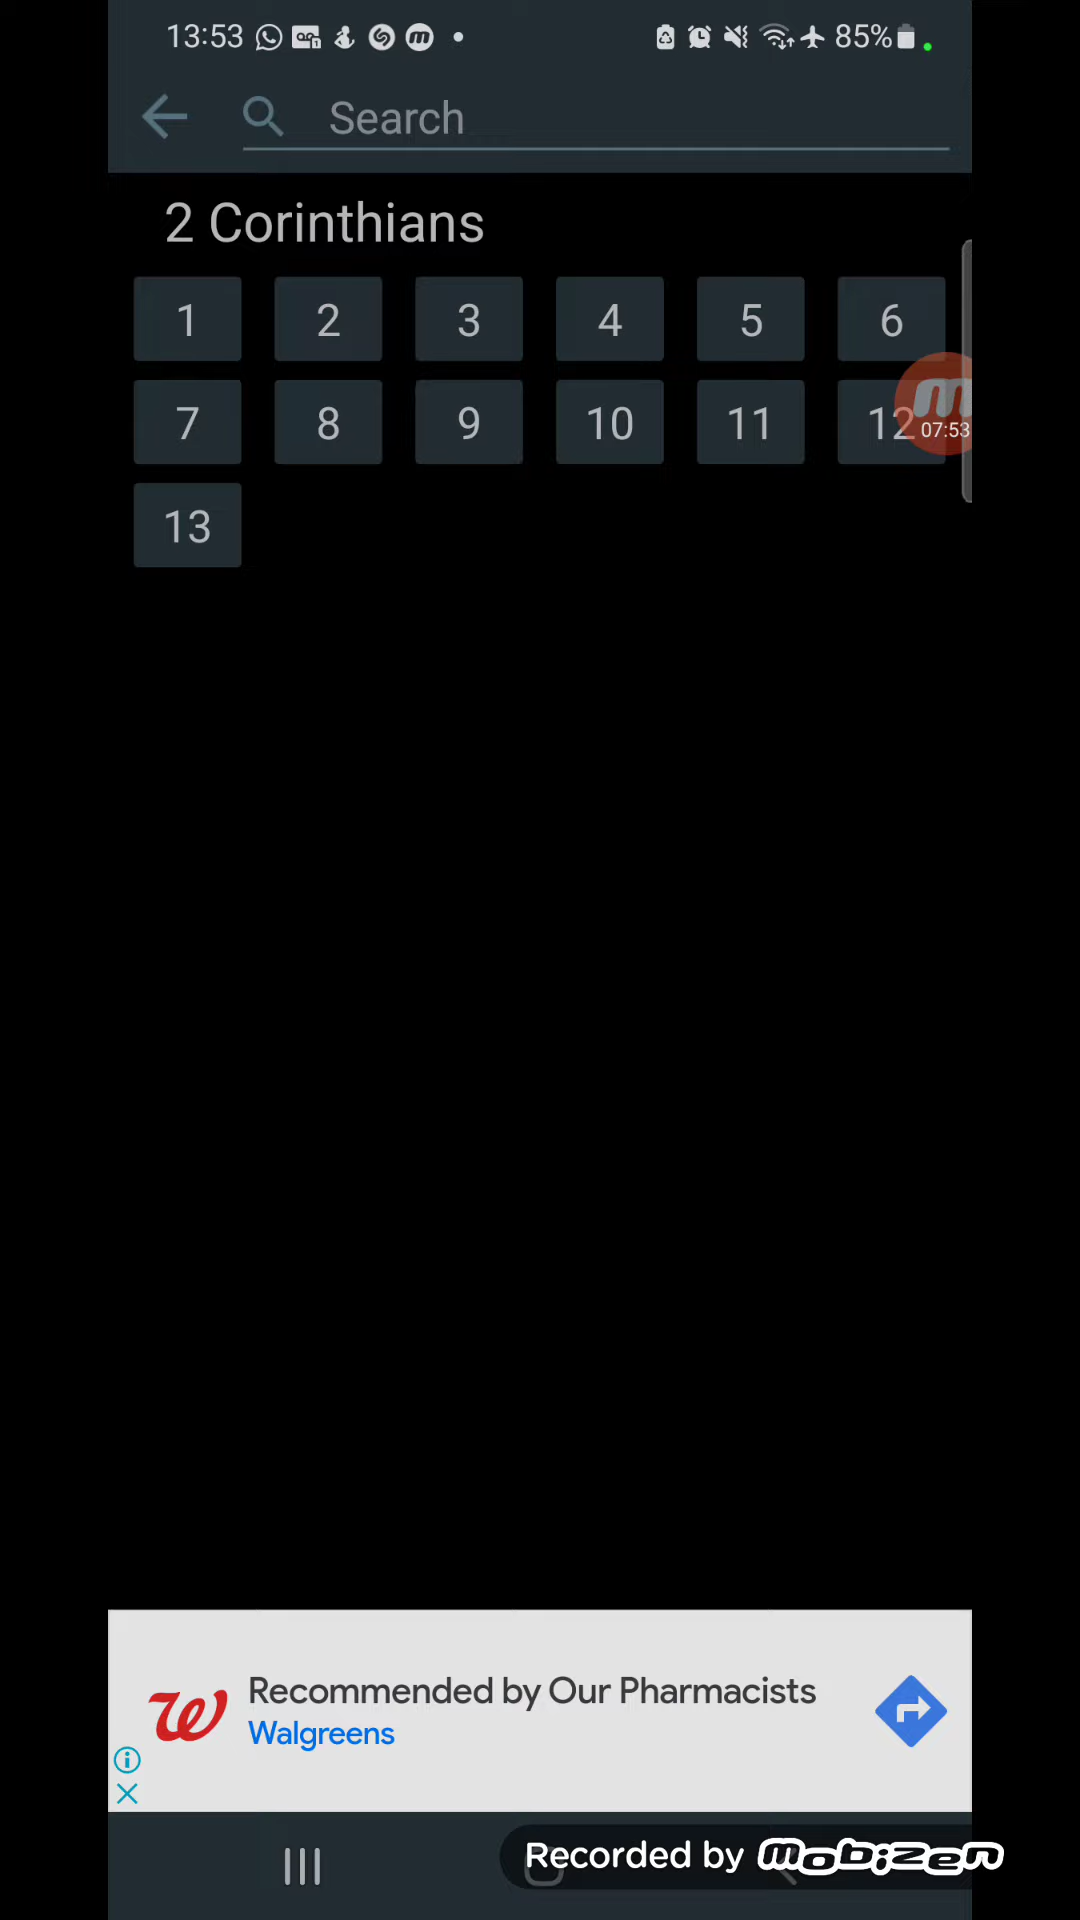 13:53 85%
Search
2 Corinthians
1 2 3 4 5 6
7 8 9 10 11 12
07:53
13
Recommended by Our Pharmacists
Walgreens
Recorded by mobizen